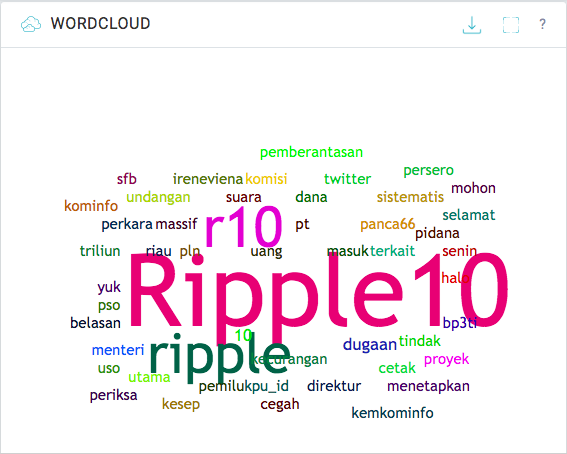 WORDCLOUD ?
pemberantasan
sfb ireneviena komisi twitter persero
undangan suara dana sistematis mohon
kominfo r10 selamat
perkara massif pt panca66 pidana
triliun riau pln uang masuk terkait senin
Ripple10 halo
yuk
pso
belasan 10 bp3ti
menteri ripple kecurangan dugaan tindak
uso utama cetak proyek
periksa pemilukpu_id direktur menetapkan
kesep cegah kemkominfo